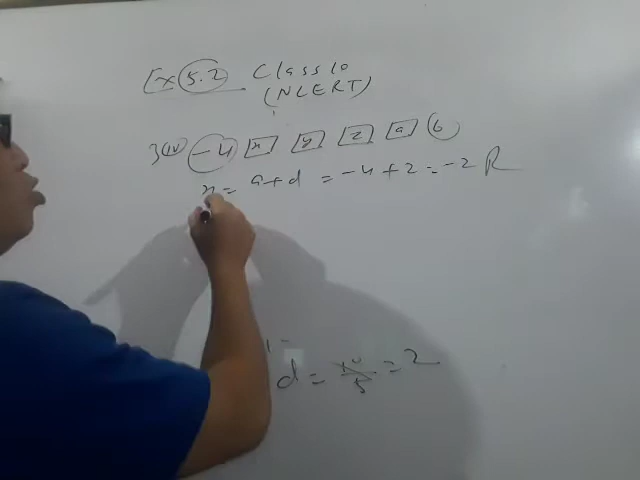 Ex 5.2 Class 10
(NCERT)
3(iv) -4 x y z a 6
x = a+d = -4+2 = -2
d = 10/5 = 2